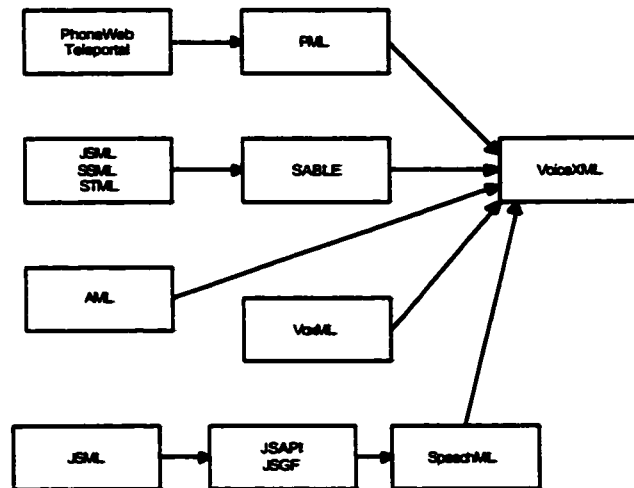 PhoneWeb
Teleportal
PML
JSML
SSML
STML
SABLE
VoiceXML
AML
VoxML
JSML
JSAPI
JSGF
SpeechML